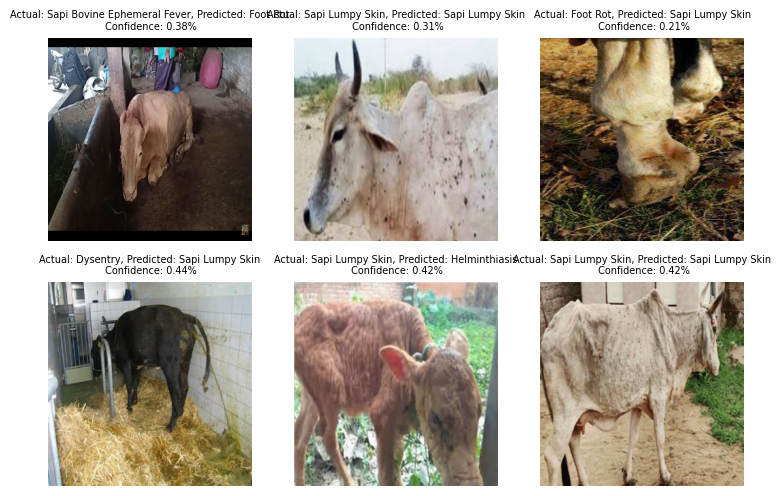 Actual: Sapi Bovine Ephemeral Fever, Predicted: Foot Rot
Confidence: 0.38%
Actual: Sapi Lumpy Skin, Predicted: Sapi Lumpy Skin
Confidence: 0.31%
Actual: Foot Rot, Predicted: Sapi Lumpy Skin
Confidence: 0.21%
Actual: Dysentry, Predicted: Sapi Lumpy Skin
Confidence: 0.44%
Actual: Sapi Lumpy Skin, Predicted: Helminthiasis
Confidence: 0.42%
Actual: Sapi Lumpy Skin, Predicted: Sapi Lumpy Skin
Confidence: 0.42%